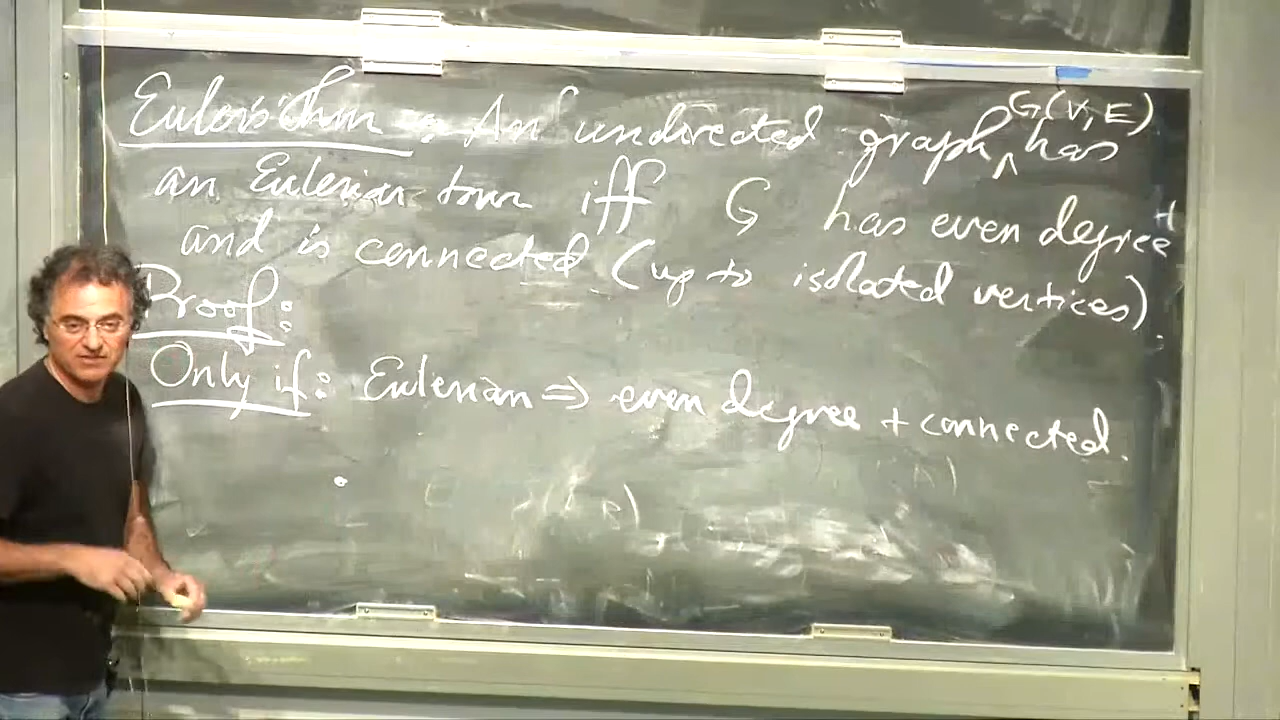 Euler's thm : An undirected graph ^ G(V, E) has
an Eulerian tour iff G has even degree
and is connected (up to isolated vertices).
Proof:
Only if: Eulerian ⇒ even degree + connected.